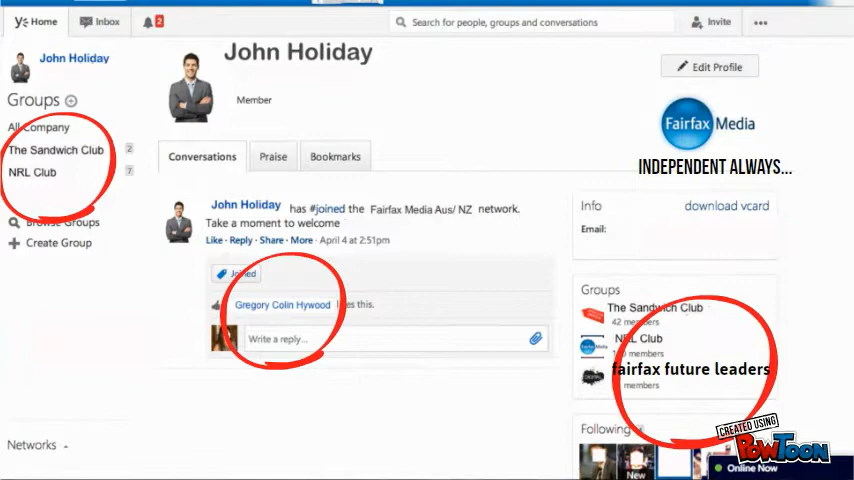 Home
Inbox
2
Search for people, groups and conversations
Invite
John Holiday
John Holiday
Edit Profile
Groups
Member
Fairfax Media
All Company
The Sandwich Club
2
NRL Club
7
Conversations
Praise
Bookmarks
INDEPENDENT ALWAYS...
John Holiday has #joined the Fairfax Media Aus/ NZ network.
Take a moment to welcome
Like · Reply · Share · More · April 4 at 2:51pm
Info
download vcard
Email:
Browse Groups
Create Group
Joined
Gregory Colin Hywood likes this.
Write a reply...
Groups
The Sandwich Club
42 members
NRL Club
members
fairfax future leaders
members
Following
Networks
CREATED USING
POWTOON
New
Online Now